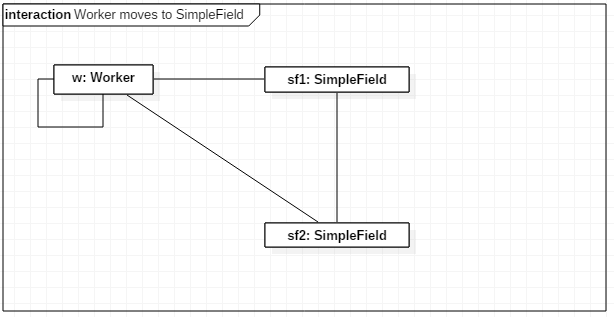 interaction Worker moves to SimpleField
w: Worker
sf1: SimpleField
sf2: SimpleField